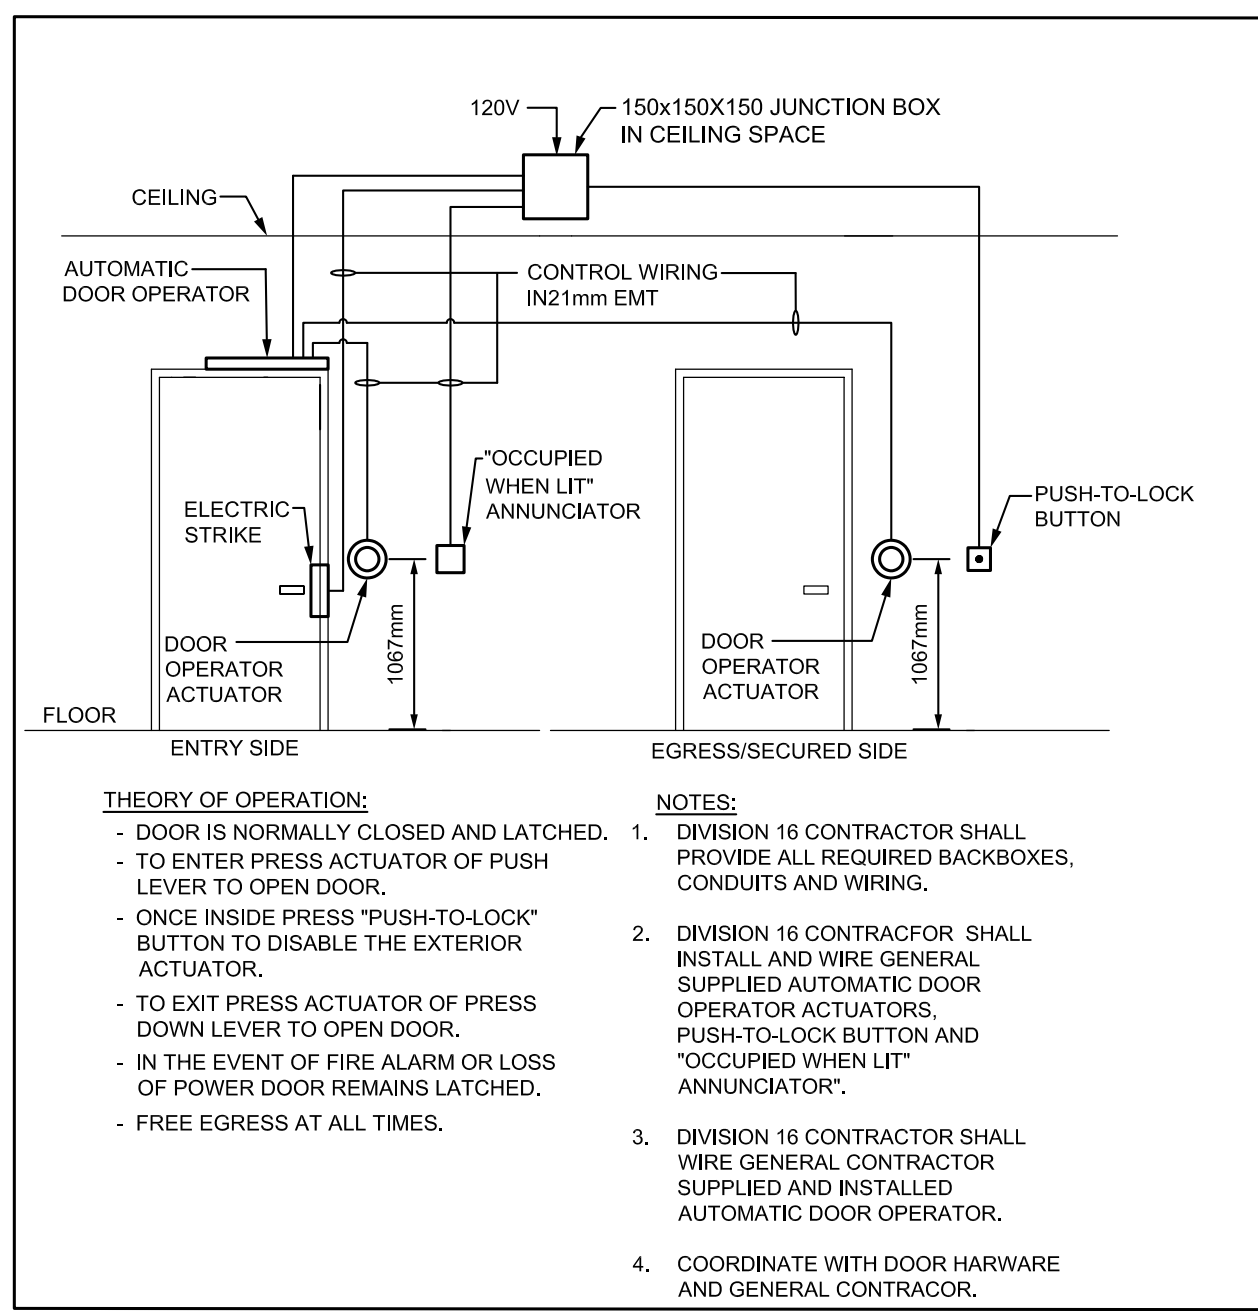 120V
150x150X150 JUNCTION BOX
IN CEILING SPACE
CEILING
AUTOMATIC
DOOR OPERATOR
CONTROL WIRING
IN21mm EMT
"OCCUPIED
WHEN LIT"
ANNUNCIATOR
ELECTRIC
STRIKE
PUSH-TO-LOCK
BUTTON
DOOR
OPERATOR
ACTUATOR
1067mm
DOOR
OPERATOR
ACTUATOR
1067mm
FLOOR
ENTRY SIDE
EGRESS/SECURED SIDE
THEORY OF OPERATION:
- DOOR IS NORMALLY CLOSED AND LATCHED.
- TO ENTER PRESS ACTUATOR OF PUSH
LEVER TO OPEN DOOR.
- ONCE INSIDE PRESS "PUSH-TO-LOCK"
BUTTON TO DISABLE THE EXTERIOR
ACTUATOR.
- TO EXIT PRESS ACTUATOR OF PRESS
DOWN LEVER TO OPEN DOOR.
- IN THE EVENT OF FIRE ALARM OR LOSS
OF POWER DOOR REMAINS LATCHED.
- FREE EGRESS AT ALL TIMES.
NOTES:
1. DIVISION 16 CONTRACTOR SHALL
PROVIDE ALL REQUIRED BACKBOXES,
CONDUITS AND WIRING.
2. DIVISION 16 CONTRACFOR SHALL
INSTALL AND WIRE GENERAL
SUPPLIED AUTOMATIC DOOR
OPERATOR ACTUATORS,
PUSH-TO-LOCK BUTTON AND
"OCCUPIED WHEN LIT"
ANNUNCIATOR".
3. DIVISION 16 CONTRACTOR SHALL
WIRE GENERAL CONTRACTOR
SUPPLIED AND INSTALLED
AUTOMATIC DOOR OPERATOR.
4. COORDINATE WITH DOOR HARWARE
AND GENERAL CONTRACOR.